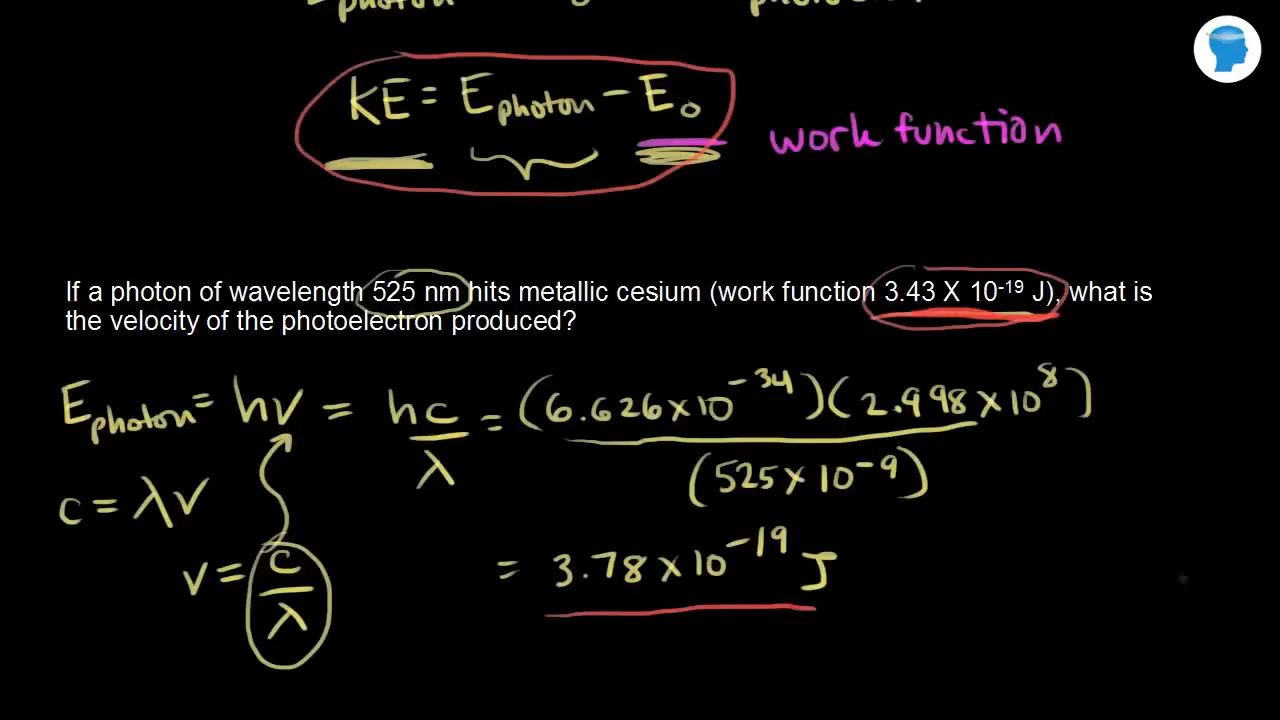 KE = E photon − E₀
work function
If a photon of wavelength 525 nm hits metallic cesium (work function 3.43 X 10⁻¹⁹ J), what is
the velocity of the photoelectron produced?
E photon = hν = hc/λ = (6.626 × 10⁻³⁴)(2.998 × 10⁸)
(525 × 10⁻⁹)
c = λν
ν = c/λ
= 3.78 × 10⁻¹⁹ J